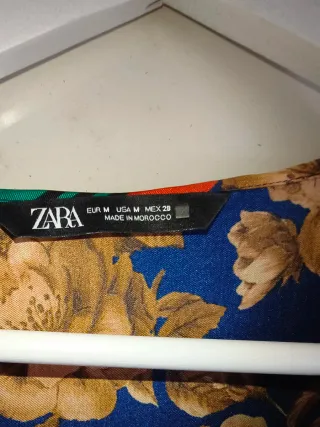 ZARA
EUR M USA M MEX 28
MADE IN MOROCCO